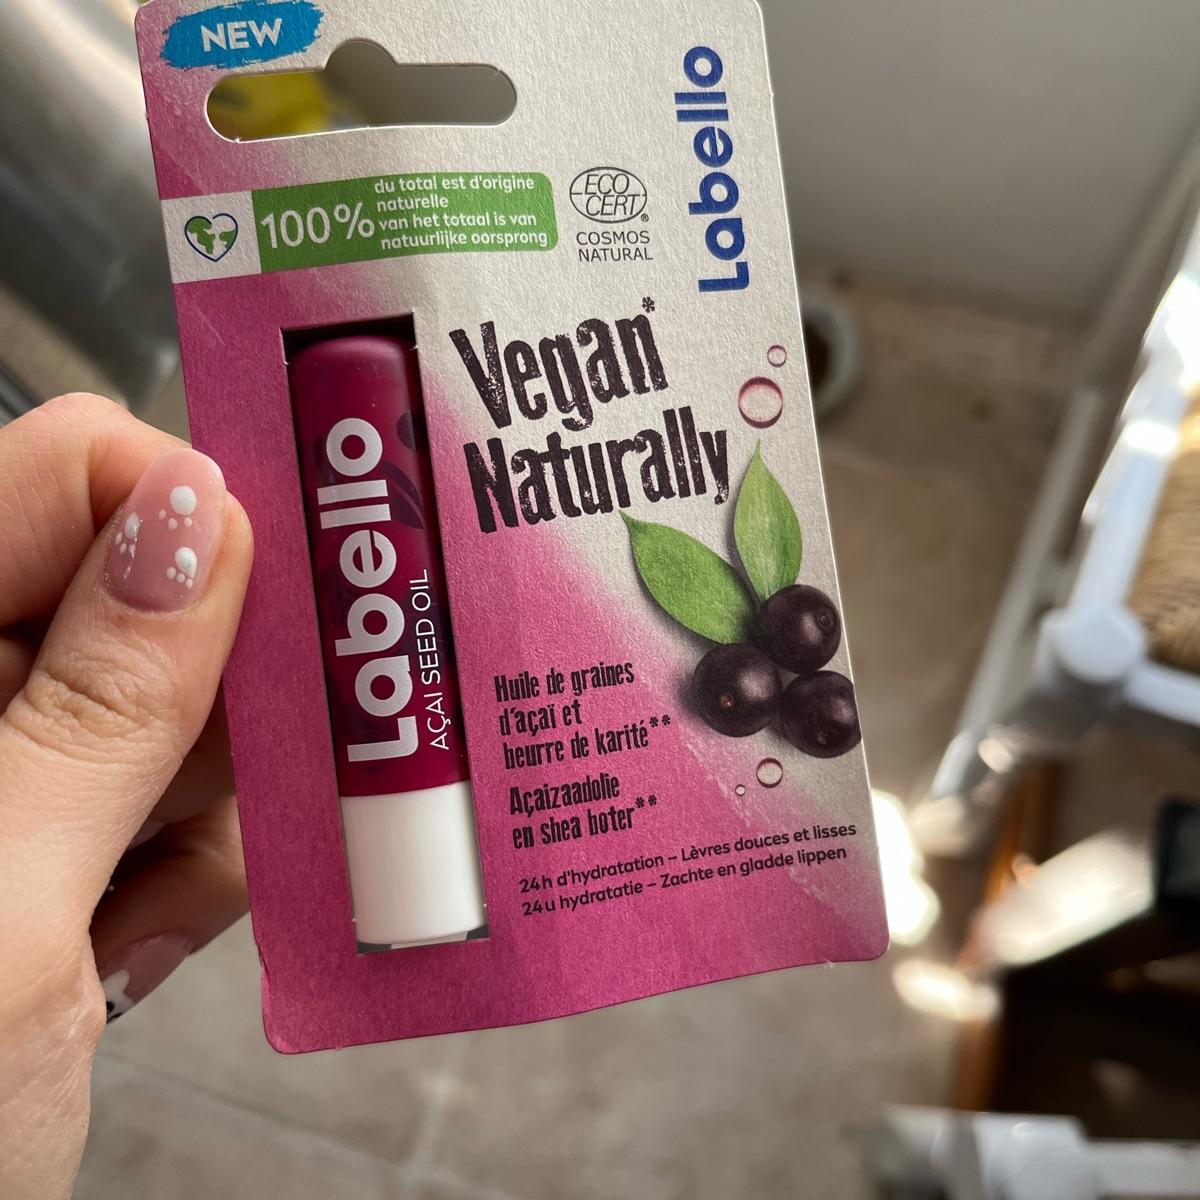 NEW
100%
du total est d'origine
naturelle
van het totaal is van
natuurlijke oorsprong
ECO
CERT®
COSMOS
NATURAL
Labello
Vegan*
Naturally
Labello
AÇAI SEED OIL
Huile de graines
d'açaï et
beurre de karité**
Açaizaadolie
en shea boter**
24h d'hydratation – Lèvres douces et lisses
24u hydratatie – Zachte en gladde lippen